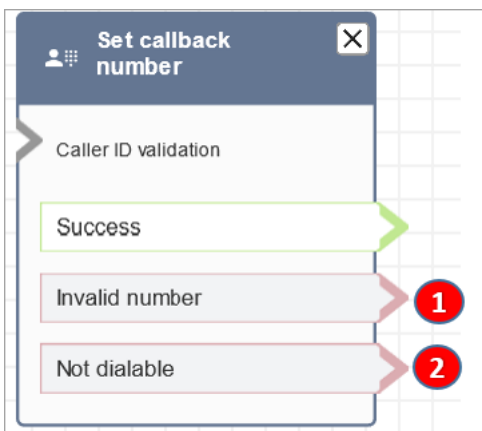 Set callback
number
Caller ID validation
Success
Invalid number
1
Not dialable
2